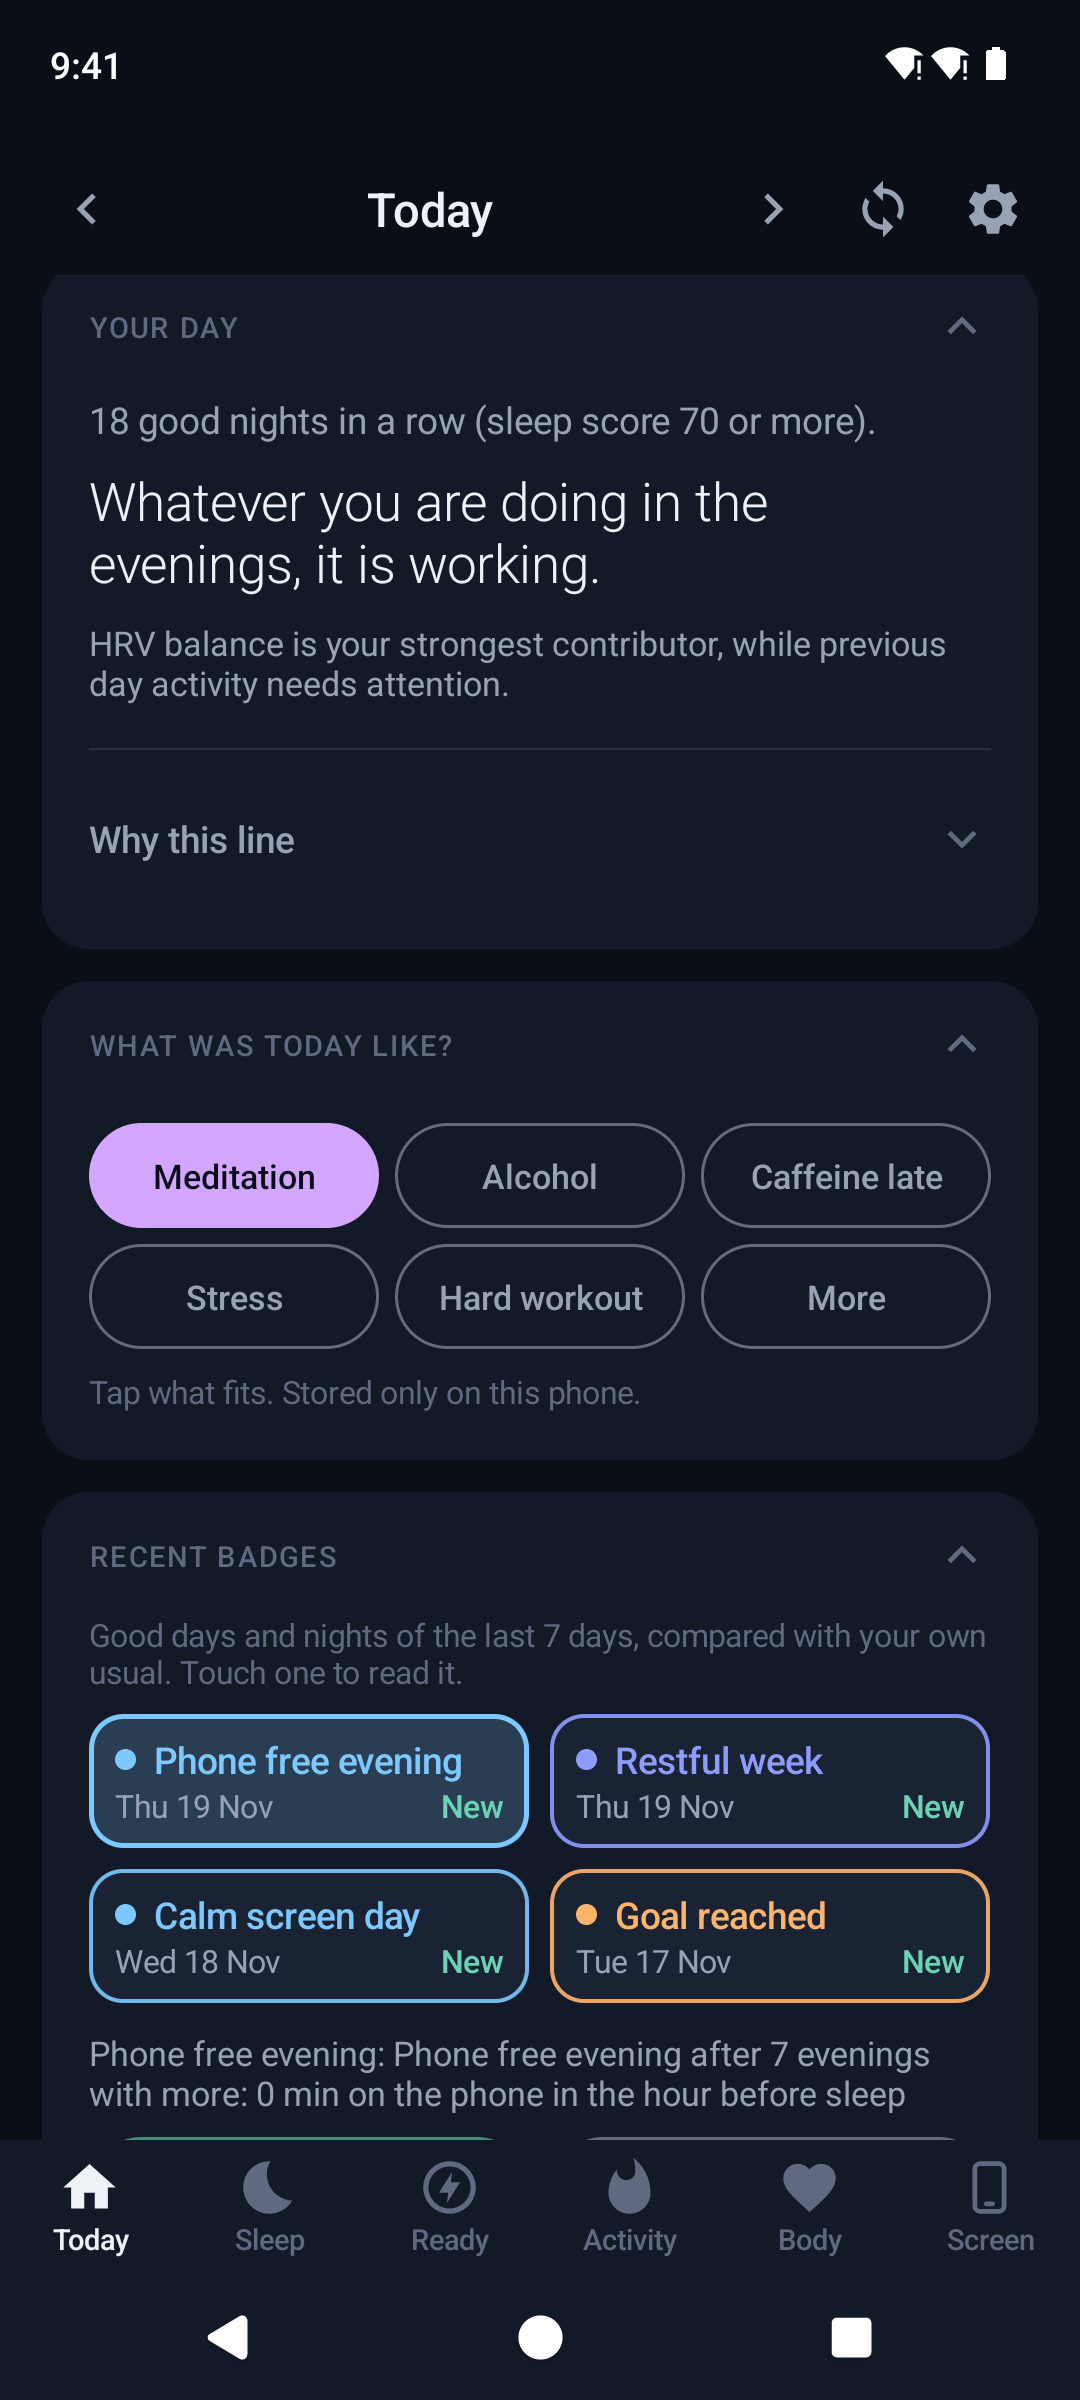 9:41
Today
YOUR DAY
18 good nights in a row (sleep score 70 or more).
Whatever you are doing in the
evenings, it is working.
HRV balance is your strongest contributor, while previous
day activity needs attention.
Why this line
WHAT WAS TODAY LIKE?
Meditation
Alcohol
Caffeine late
Stress
Hard workout
More
Tap what fits. Stored only on this phone.
RECENT BADGES
Good days and nights of the last 7 days, compared with your own
usual. Touch one to read it.
Phone free evening
Thu 19 Nov
New
Restful week
Thu 19 Nov
New
Calm screen day
Wed 18 Nov
New
Goal reached
Tue 17 Nov
New
Phone free evening: Phone free evening after 7 evenings
with more: 0 min on the phone in the hour before sleep
Today
Sleep
Ready
Activity
Body
Screen